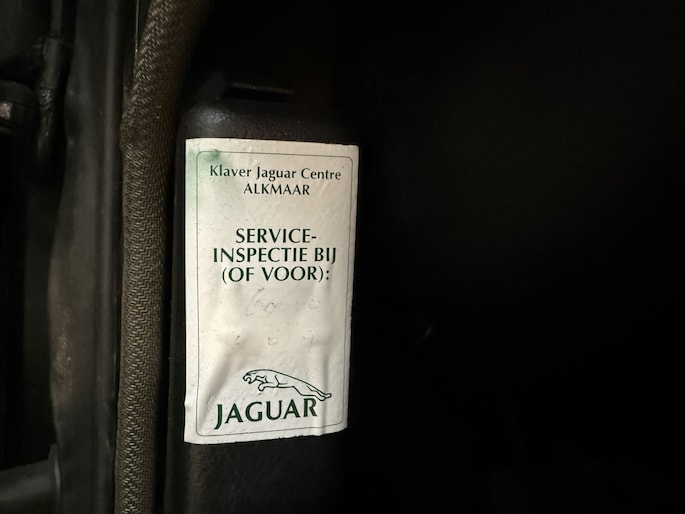 Klaver Jaguar Centre
ALKMAAR
SERVICE-
INSPECTIE BIJ
(OF VOOR):
JAGUAR